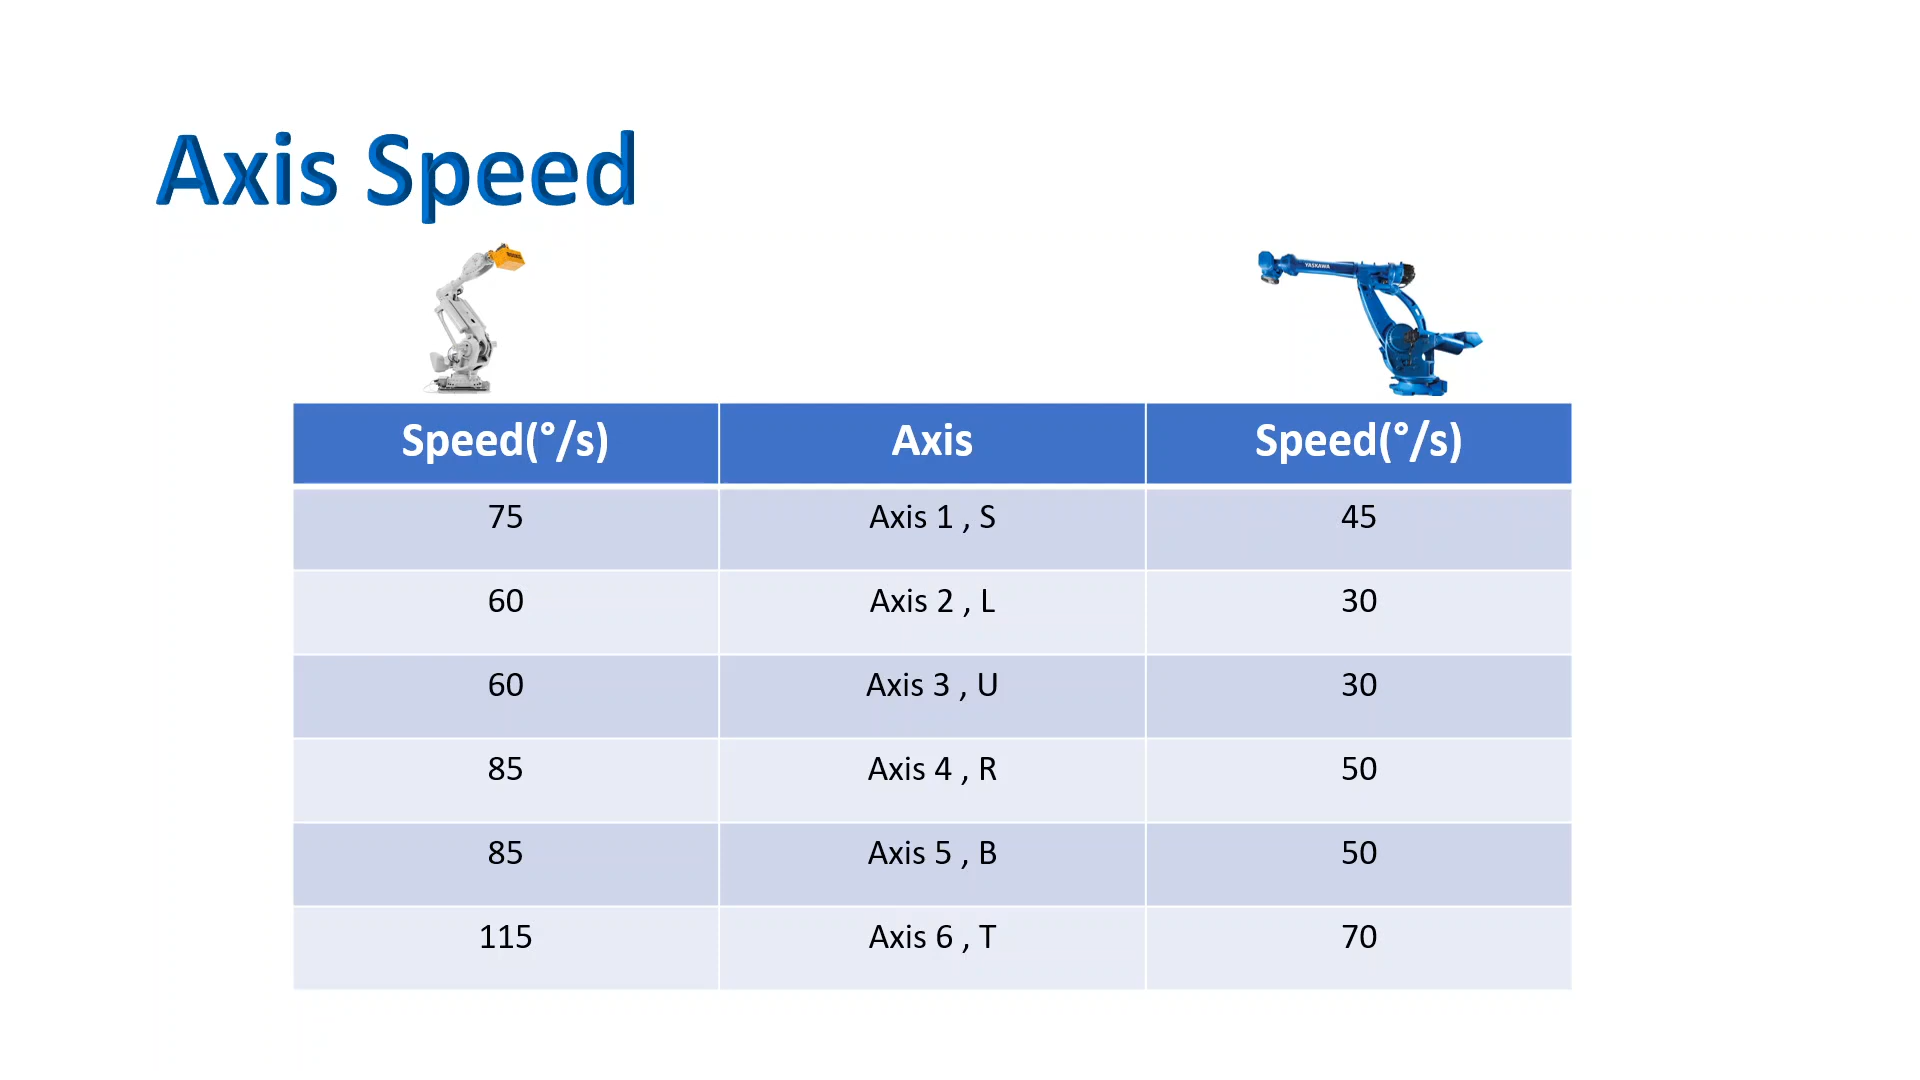 Axis Speed
YASKAWA
Speed(°/s) Axis Speed(°/s)
75 Axis 1 , S 45
60 Axis 2 , L 30
60 Axis 3 , U 30
85 Axis 4 , R 50
85 Axis 5 , B 50
115 Axis 6 , T 70